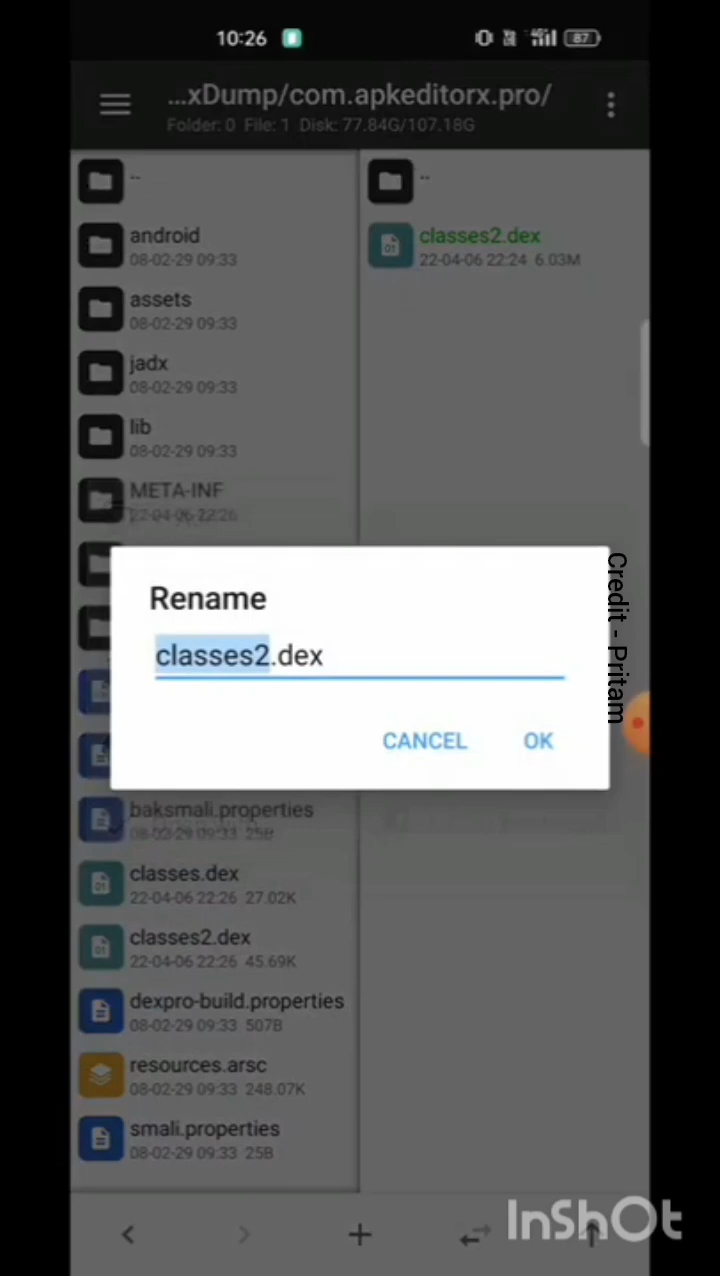 10:26
87
...xDump/com.apkeditorx.pro/
Folder: 0 File: 1 Disk: 77.84G/107.18G
..
android
08-02-29 09:33
assets
08-02-29 09:33
jadx
08-02-29 09:33
lib
08-02-29 09:33
META-INF
22-04-06 22:26
baksmali.properties
08-02-29 09:33 25B
classes.dex
22-04-06 22:26 27.02K
classes2.dex
22-04-06 22:26 45.69K
dexpro-build.properties
08-02-29 09:33 507B
resources.arsc
08-02-29 09:33 248.07K
smali.properties
08-02-29 09:33 25B
..
classes2.dex
22-04-06 22:24 6.03M
Rename
classes2.dex
CANCEL OK
Credit - Pritam
InShOt